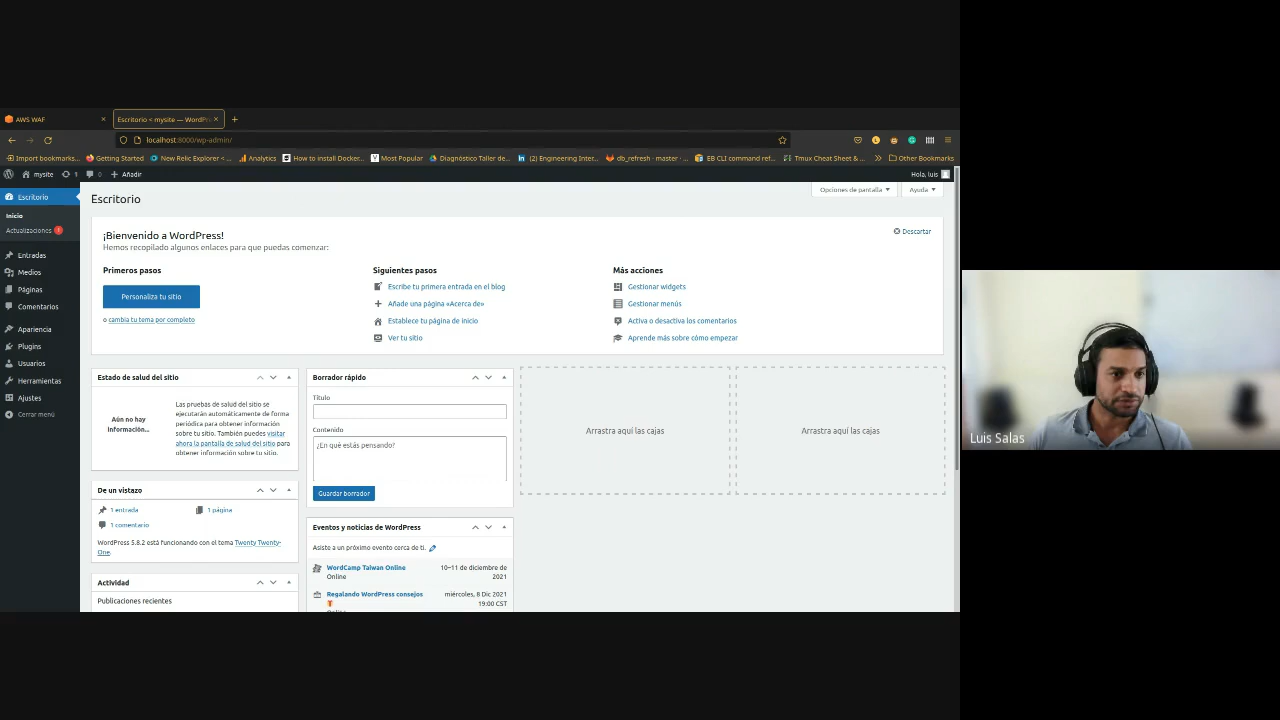 AWS WAF
Escritorio < mysite — WordPr
localhost:8000/wp-admin/
Import bookmarks...
Getting Started
New Relic Explorer < ...
Analytics
How to install Docker...
Most Popular
Diagnóstico Taller de...
(2) Engineering Inter...
db_refresh · master · ...
EB CLI command ref...
Tmux Cheat Sheet & ...
Other Bookmarks
mysite
1
0
Añadir
Hola, luis
Escritorio
Inicio
Actualizaciones 1
Entradas
Medios
Páginas
Comentarios
Apariencia
Plugins
Usuarios
Herramientas
Ajustes
Cerrar menú
Escritorio
Opciones de pantalla
Ayuda
¡Bienvenido a WordPress!
Descartar
Hemos recopilado algunos enlaces para que puedas comenzar:
Primeros pasos
Personaliza tu sitio
o cambia tu tema por completo
Siguientes pasos
Escribe tu primera entrada en el blog
Añade una página «Acerca de»
Establece tu página de inicio
Ver tu sitio
Más acciones
Gestionar widgets
Gestionar menús
Activa o desactiva los comentarios
Aprende más sobre cómo empezar
Estado de salud del sitio
Aún no hay
información...
Las pruebas de salud del sitio se
ejecutarán automáticamente de forma
periódica para obtener información
sobre tu sitio. También puedes visitar
ahora la pantalla de salud del sitio para
obtener información sobre tu sitio.
De un vistazo
1 entrada
1 página
1 comentario
WordPress 5.8.2 está funcionando con el tema Twenty Twenty-
One.
Actividad
Publicaciones recientes
Borrador rápido
Título
Contenido
¿En qué estás pensando?
Guardar borrador
Eventos y noticias de WordPress
Asiste a un próximo evento cerca de ti.
WordCamp Taiwan Online
Online
10–11 de diciembre de
2021
Regalando WordPress consejos
miércoles, 8 Dic 2021
19:00 CST
Online
Arrastra aquí las cajas
Arrastra aquí las cajas
Luis Salas